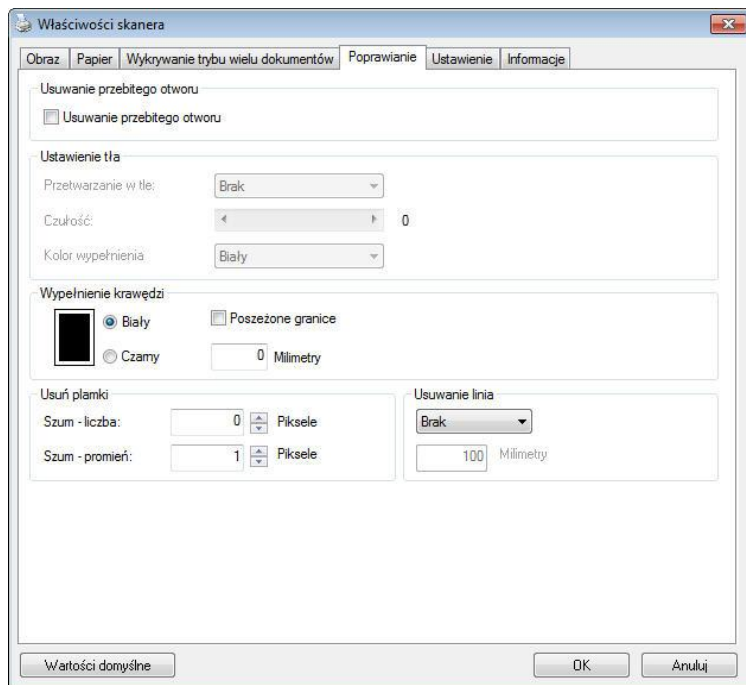 Właściwości skanera
Obraz Papier Wykrywanie trybu wielu dokumentów Poprawianie Ustawienie Informacje
Usuwanie przebitego otworu
Usuwanie przebitego otworu
Ustawienie tła
Przetwarzanie w tle: Brak
Czułość: 0
Kolor wypełnienia Biały
Wypełnienie krawędzi
Biały Poszeżone granice
Czarny 0 Milimetry
Usuń plamki Usuwanie linia
Szum - liczba: 0 Piksele Brak
Szum - promień: 1 Piksele 100 Milimetry
Wartości domyślne OK Anuluj